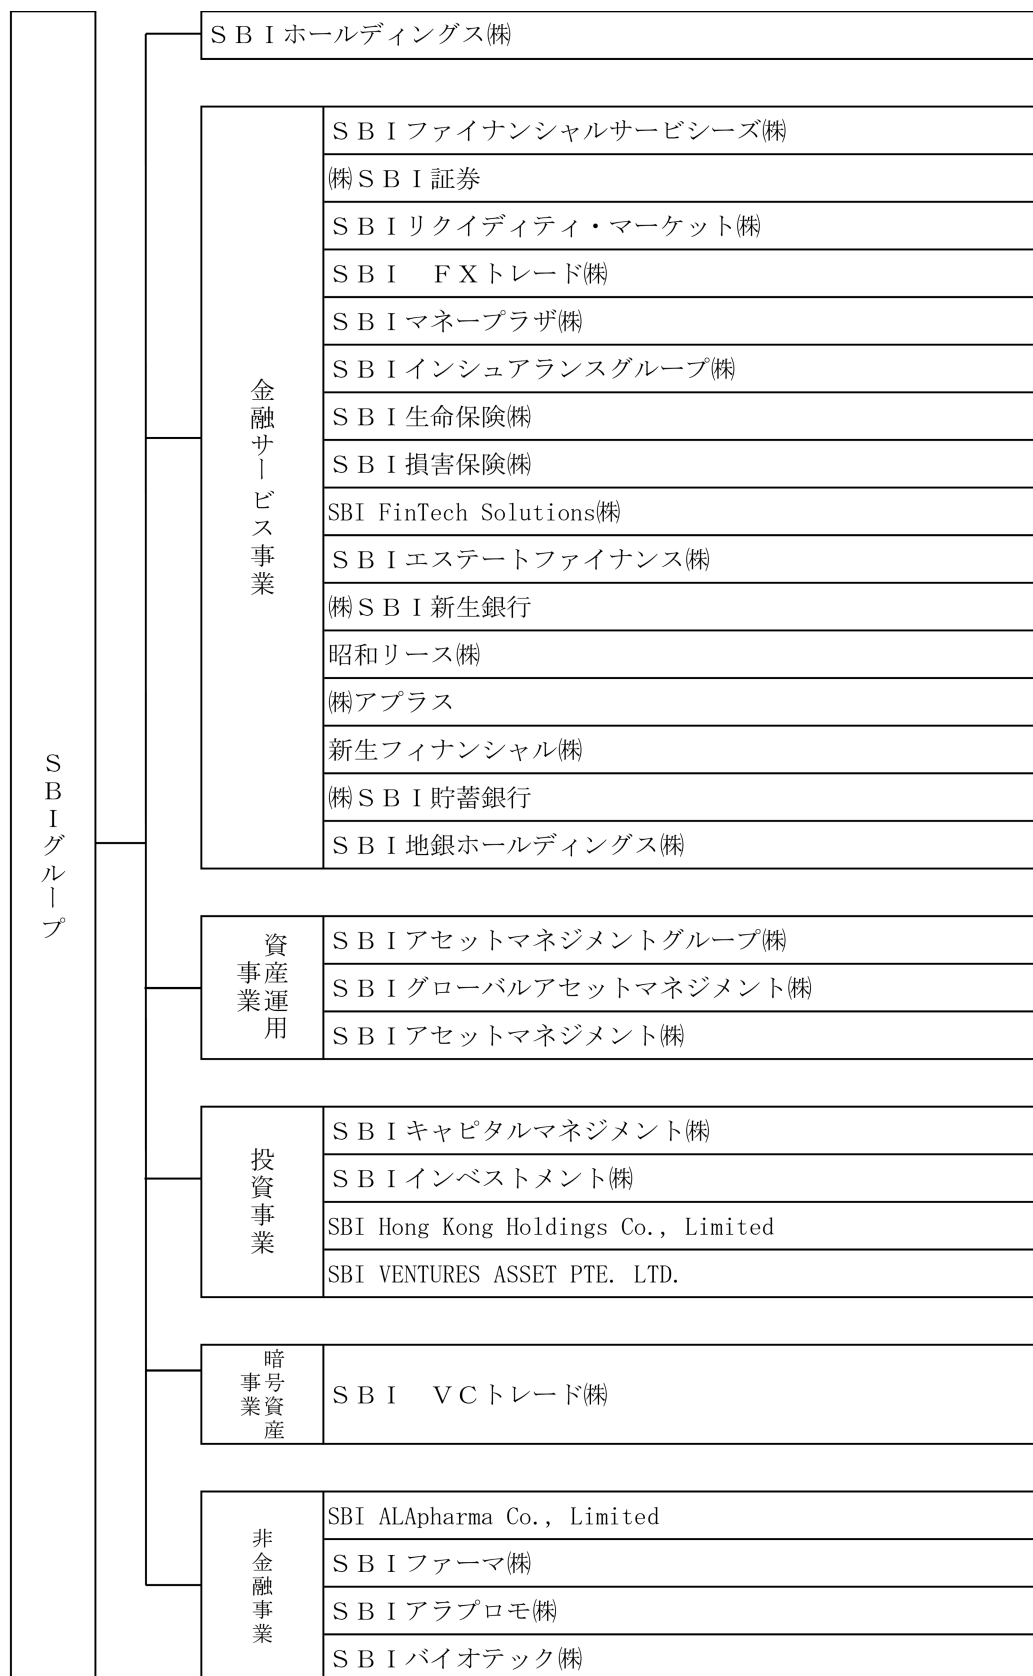 SBIグループ
ＳＢＩホールディングス㈱
金融サービス事業
ＳＢＩファイナンシャルサービシーズ㈱
㈱ＳＢＩ証券
ＳＢＩリクイディティ・マーケット㈱
ＳＢＩ　ＦＸトレード㈱
ＳＢＩマネープラザ㈱
ＳＢＩインシュアランスグループ㈱
ＳＢＩ生命保険㈱
ＳＢＩ損害保険㈱
SBI FinTech Solutions㈱
ＳＢＩエステートファイナンス㈱
㈱ＳＢＩ新生銀行
昭和リース㈱
㈱アプラス
新生フィナンシャル㈱
㈱ＳＢＩ貯蓄銀行
ＳＢＩ地銀ホールディングス㈱
資産運用
事業
ＳＢＩアセットマネジメントグループ㈱
ＳＢＩグローバルアセットマネジメント㈱
ＳＢＩアセットマネジメント㈱
投資事業
ＳＢＩキャピタルマネジメント㈱
ＳＢＩインベストメント㈱
SBI Hong Kong Holdings Co., Limited
SBI VENTURES ASSET PTE. LTD.
暗号資産
事業
ＳＢＩ　ＶＣトレード㈱
非金融事業
SBI ALApharma Co., Limited
ＳＢＩファーマ㈱
ＳＢＩアラプロモ㈱
ＳＢＩバイオテック㈱